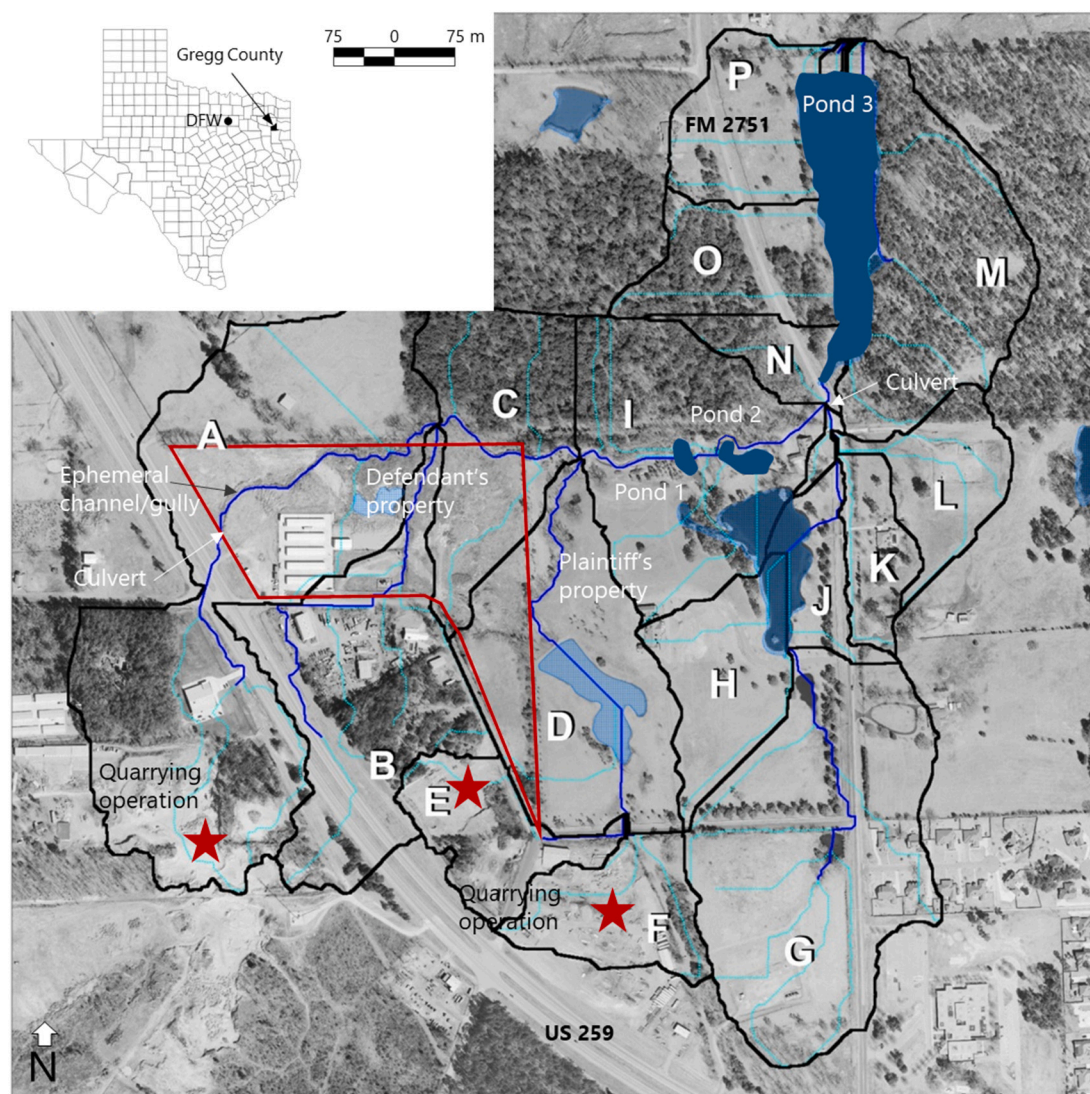 75 0 75 m
Gregg County
DFW
P
Pond 3
FM 2751
O
M
N
Culvert
C
I
Pond 2
A
Ephemeral
channel/gully
Defendant's
property
Pond 1
L
Culvert
Plaintiff's
property
K
J
H
D
B
Quarrying
operation
E
Quarrying
operation
F
G
US 259
N